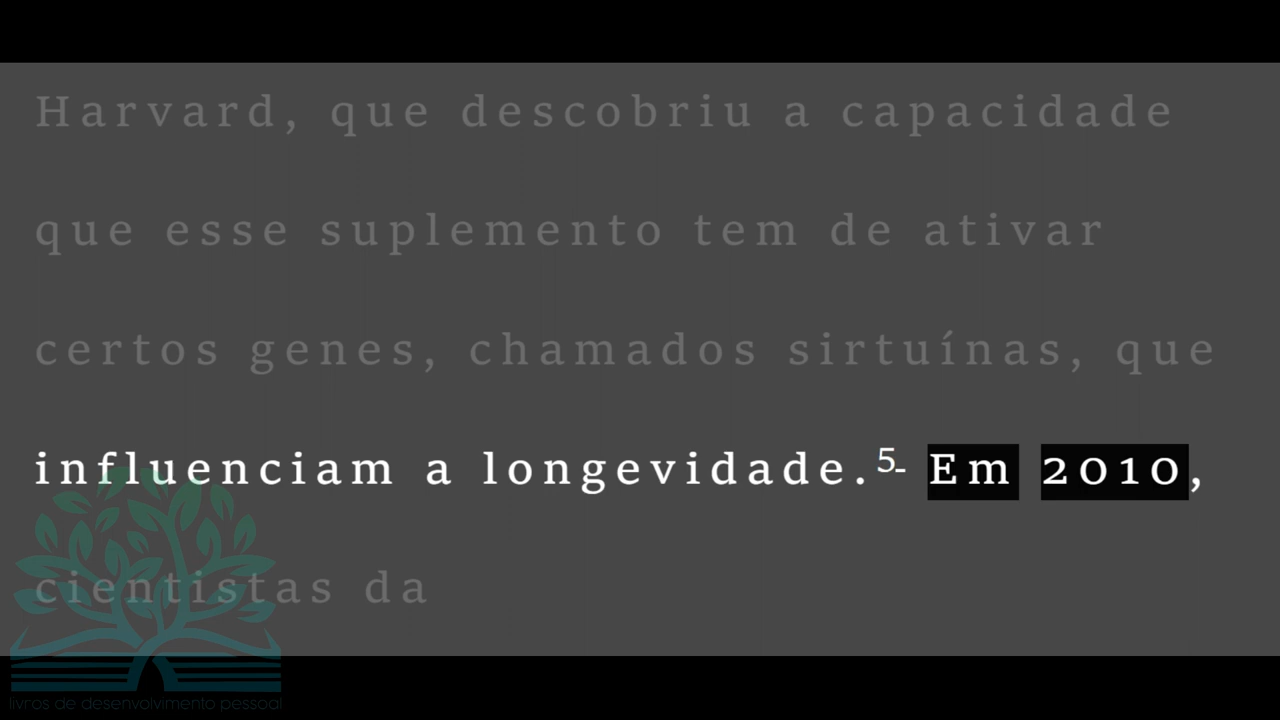 Harvard, que descobriu a capacidade
que esse suplemento tem de ativar
certos genes, chamados sirtuínas, que
influenciam a longevidade.5- Em 2010,
cientistas da
livros de desenvolvimento pessoal